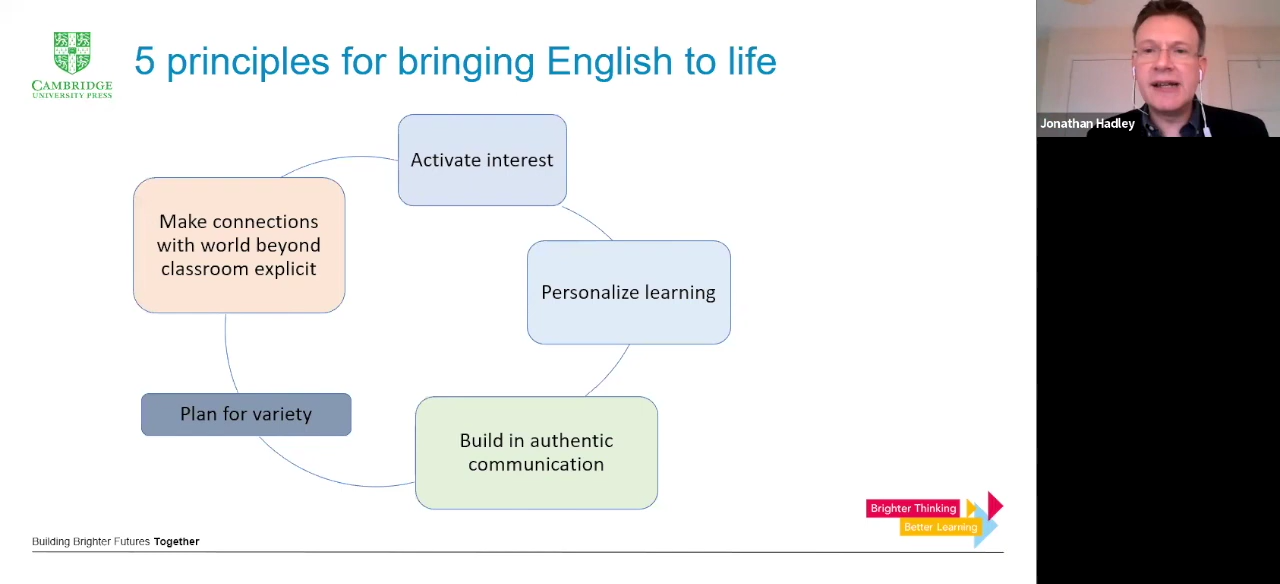 5 principles for bringing English to life
CAMBRIDGE
UNIVERSITY PRESS
Jonathan Hadley
Activate interest
Make connections
with world beyond
classroom explicit
Personalize learning
Plan for variety
Build in authentic
communication
Brighter Thinking
Better Learning
Building Brighter Futures Together